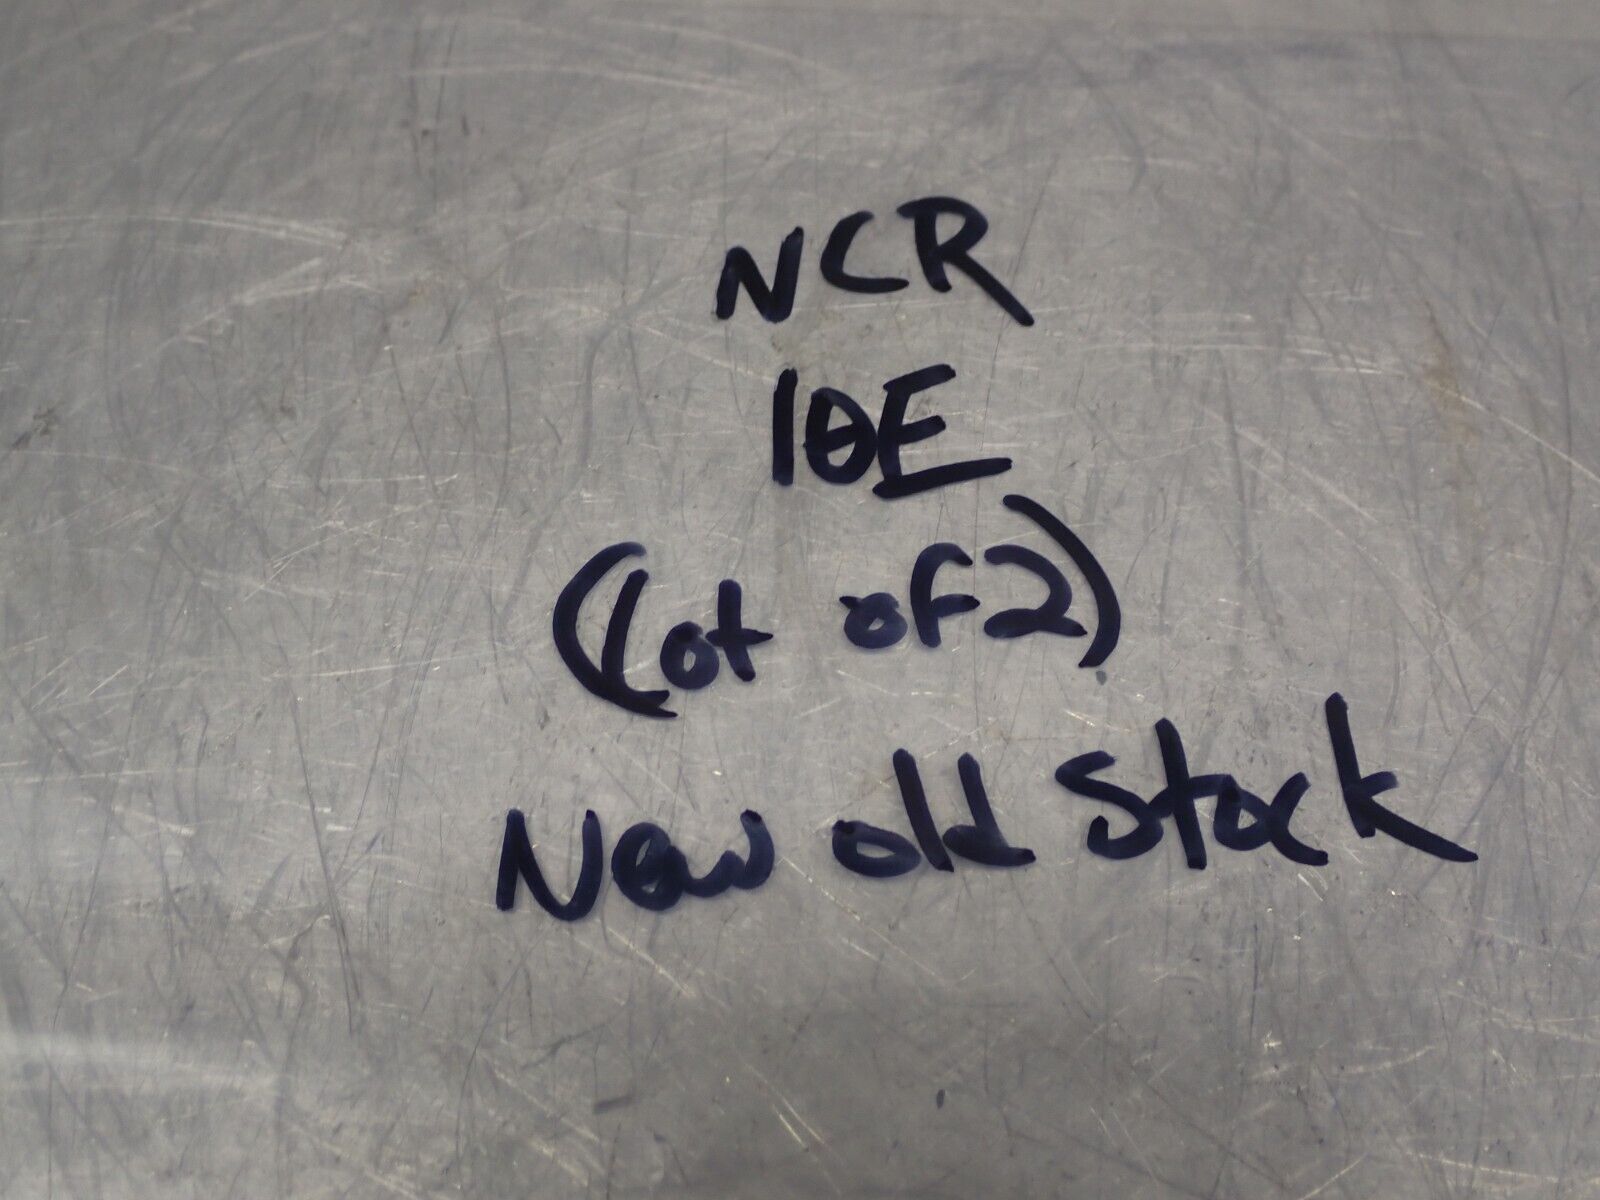 NCR
10E
(Lot of 2)
New old Stock